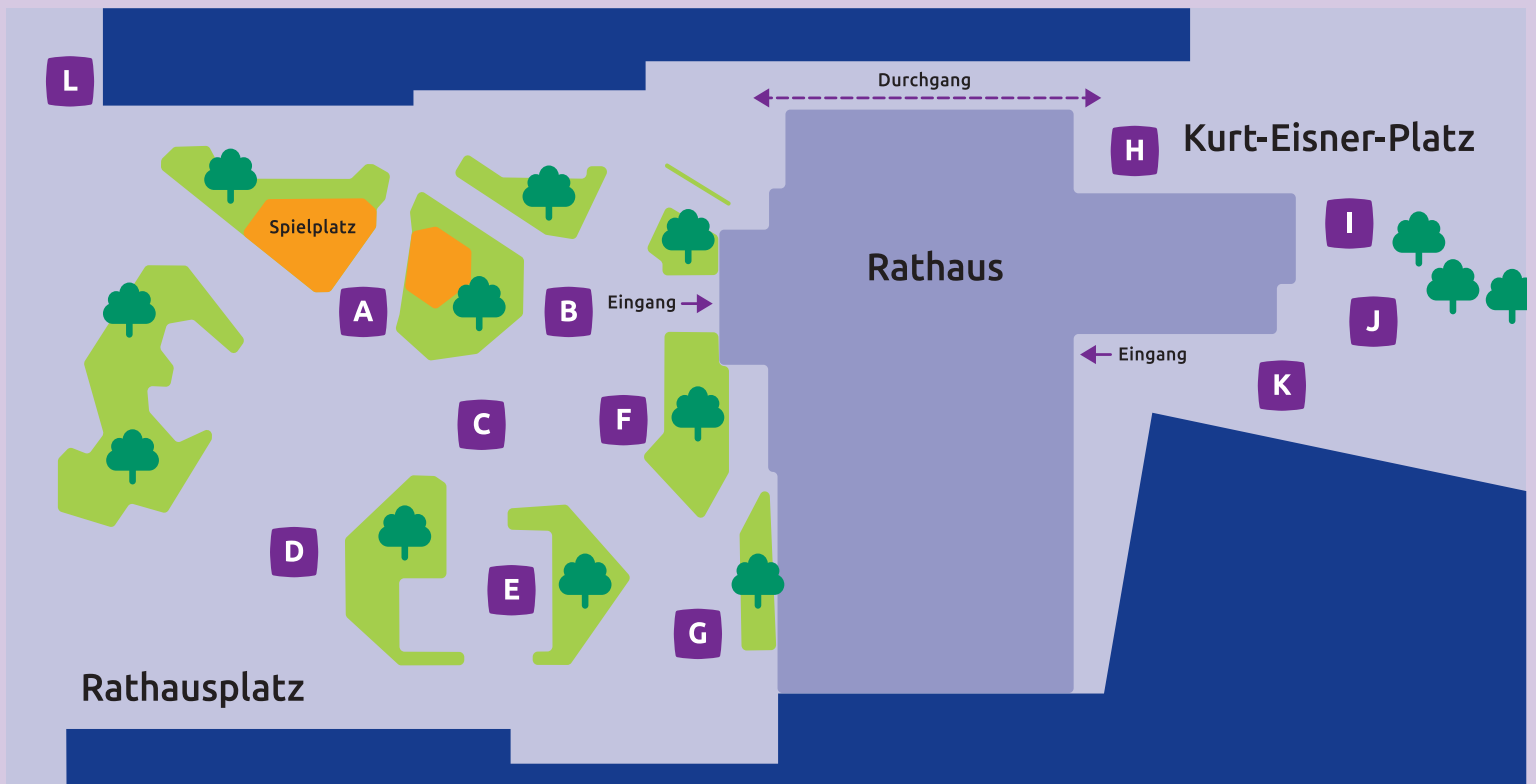 L
Durchgang
H
Kurt-Eisner-Platz
Spielplatz
I
Rathaus
A
B
Eingang
J
Eingang
K
C
F
D
E
G
Rathausplatz